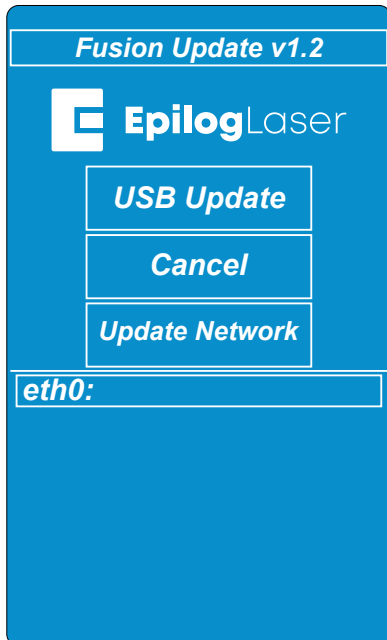 Fusion Update v1.2
EpilogLaser
USB Update
Cancel
Update Network
eth0: